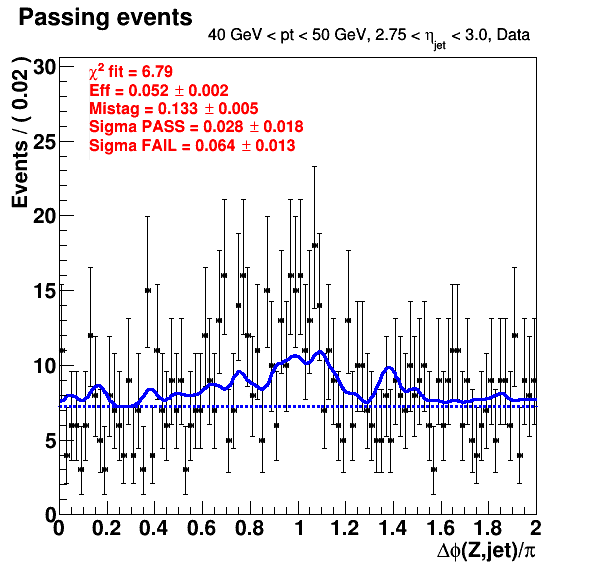 Passing events
40 GeV < pt < 50 GeV, 2.75 < ηjet < 3.0, Data
χ² fit = 6.79
Eff = 0.052 ± 0.002
Mistag = 0.133 ± 0.005
Sigma PASS = 0.028 ± 0.018
Sigma FAIL = 0.064 ± 0.013
Events / ( 0.02 )
30
25
20
15
10
5
0
0 0.2 0.4 0.6 0.8 1 1.2 1.4 1.6 1.8 2
Δϕ(Z,jet)/π